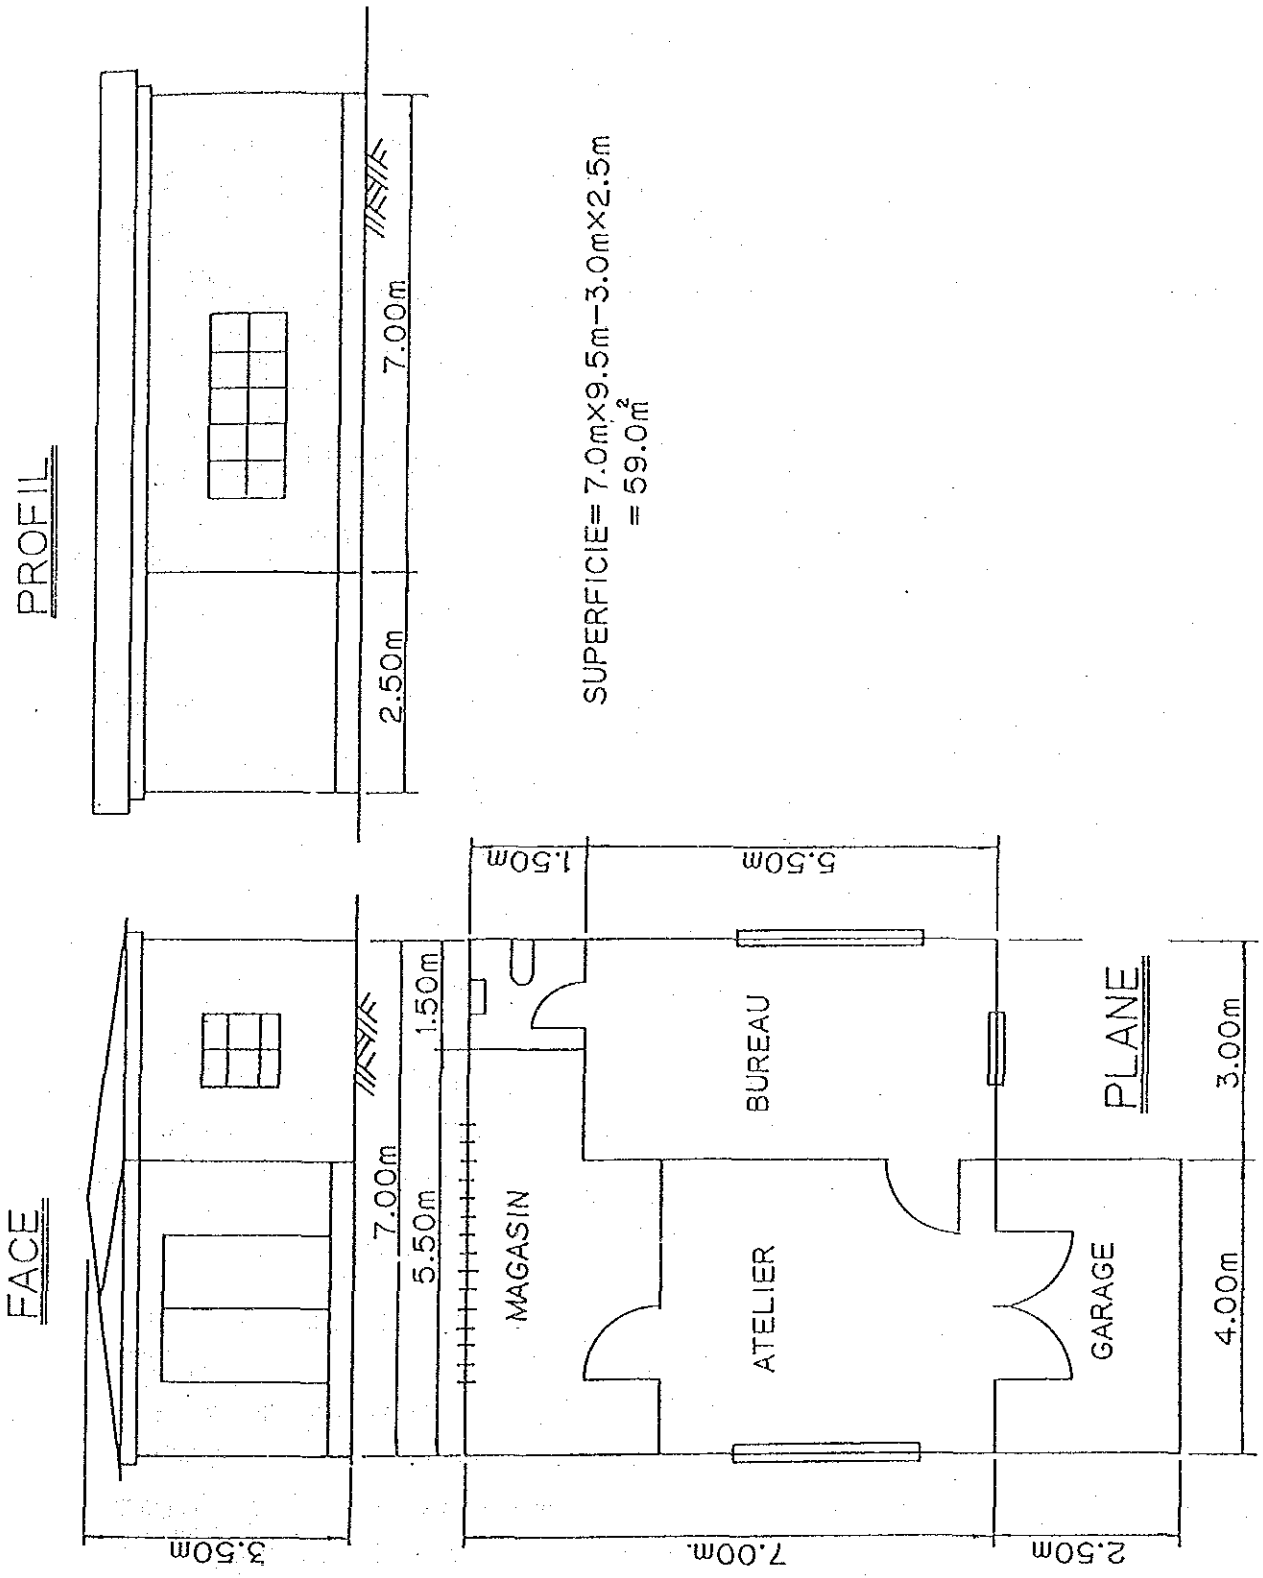 FACE
3.50m
7.00m
5.50m
1.50m
PROFIL
2.50m
7.00m
SUPERFICIE= 7.0m×9.5m-3.0m×2.5m
= 59.0m²
MAGASIN
ATELIER
BUREAU
GARAGE
1.50m
5.50m
7.00m.
2.50m
4.00m
3.00m
PLANE